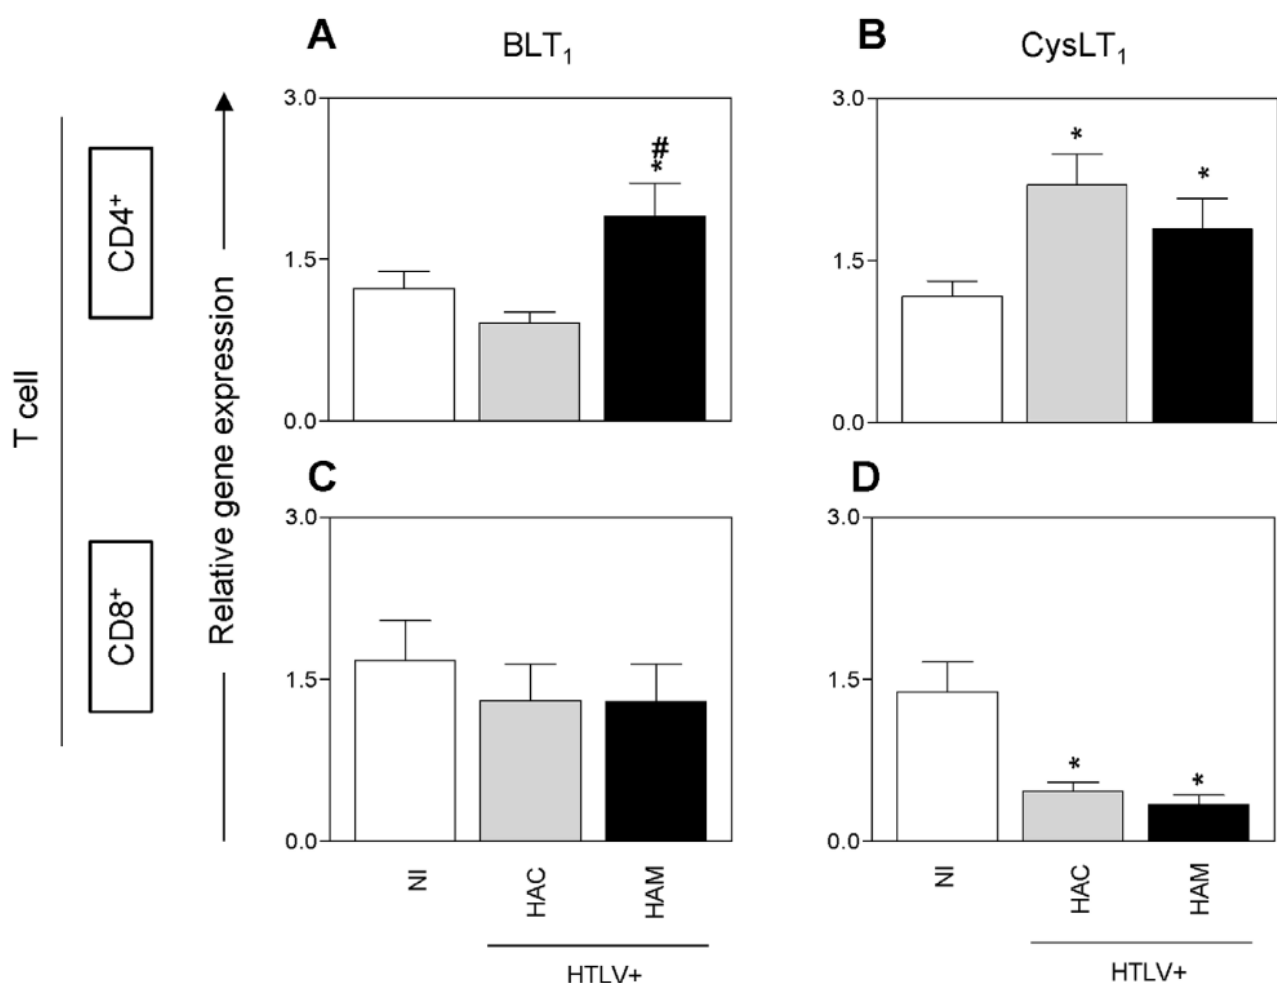 A
BLT1
B
CysLT1
T cell
CD4+
CD8+
Relative gene expression
3.0
1.5
0.0
#
*
3.0
1.5
0.0
*
*
C
D
3.0
1.5
0.0
3.0
1.5
0.0
*
*
NI
HAC
HAM
HTLV+
NI
HAC
HAM
HTLV+